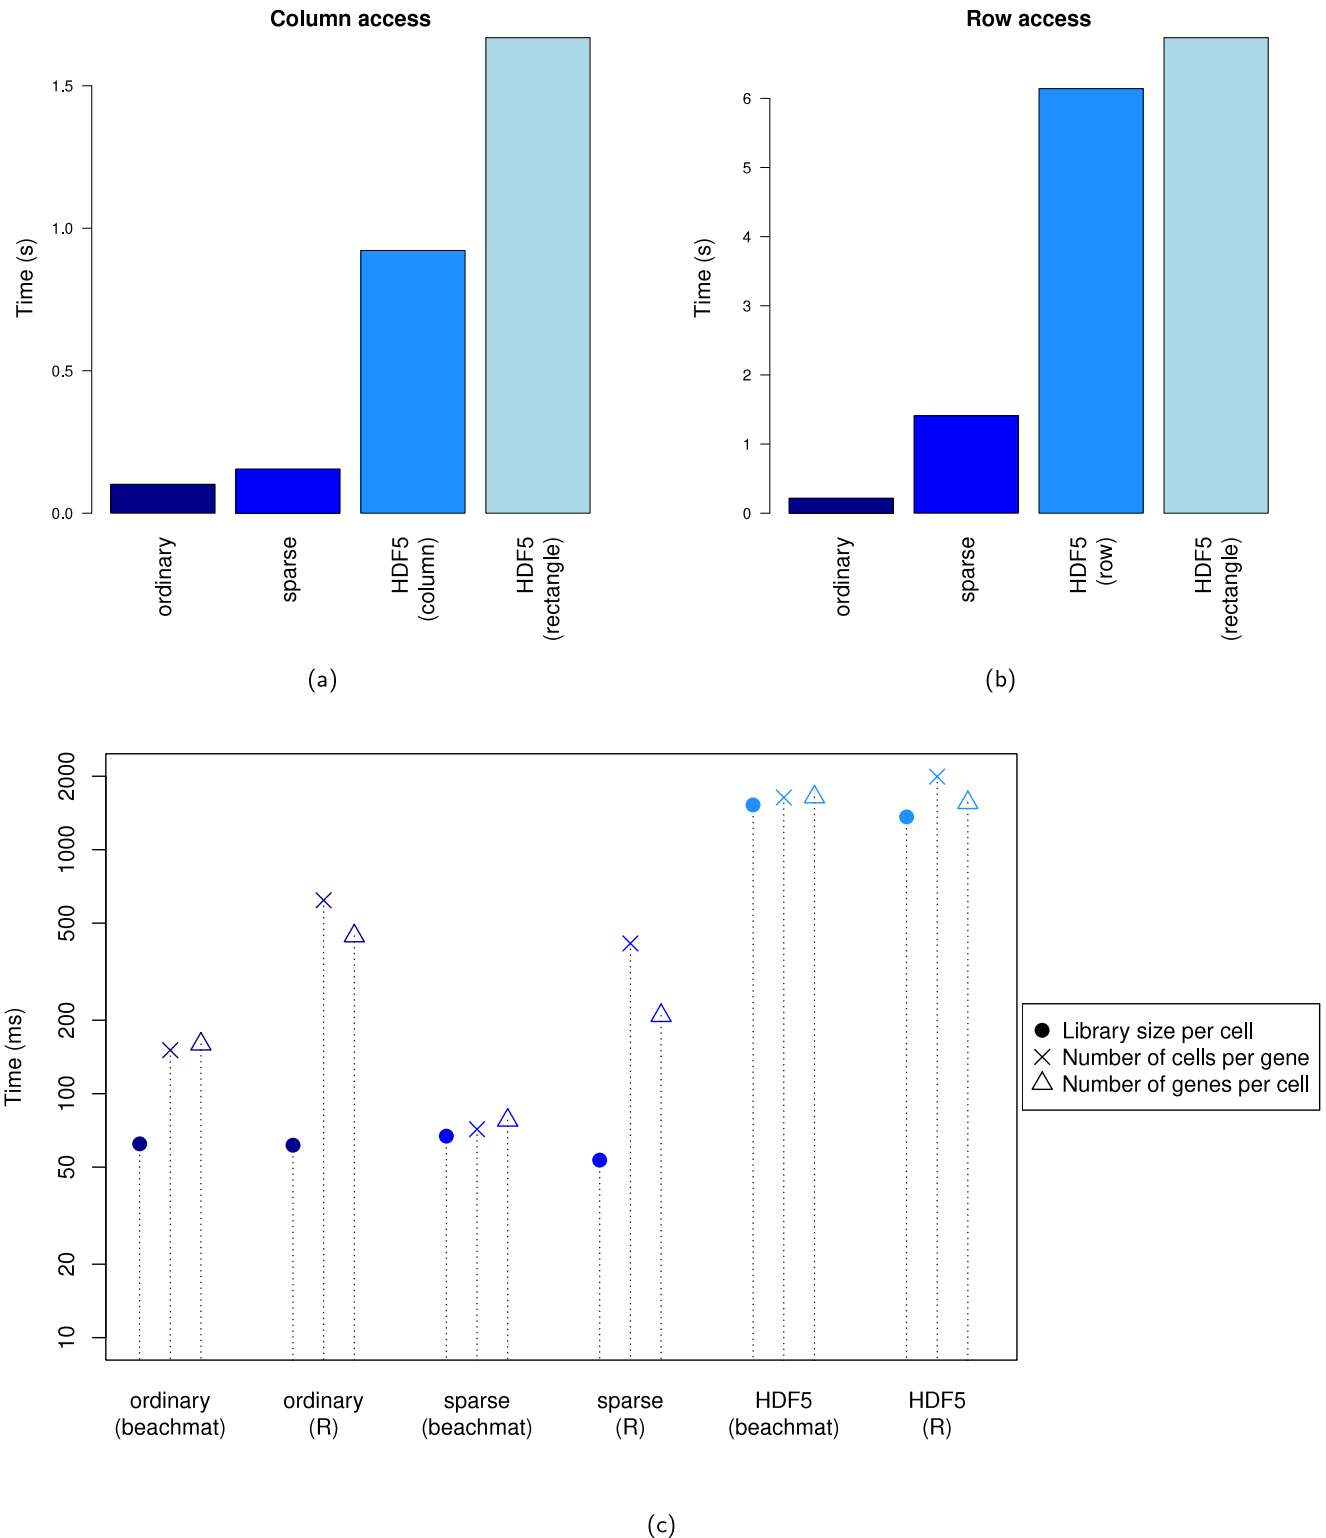 Column access
Time (s)
1.5
1.0
0.5
0.0
ordinary
sparse
HDF5
(column)
HDF5
(rectangle)
(a)
Row access
Time (s)
6
5
4
3
2
1
0
ordinary
sparse
HDF5
(row)
HDF5
(rectangle)
(b)
Time (ms)
2000
1000
500
200
100
50
20
10
ordinary
(beachmat)
ordinary
(R)
sparse
(beachmat)
sparse
(R)
HDF5
(beachmat)
HDF5
(R)
Library size per cell
Number of cells per gene
Number of genes per cell
(c)